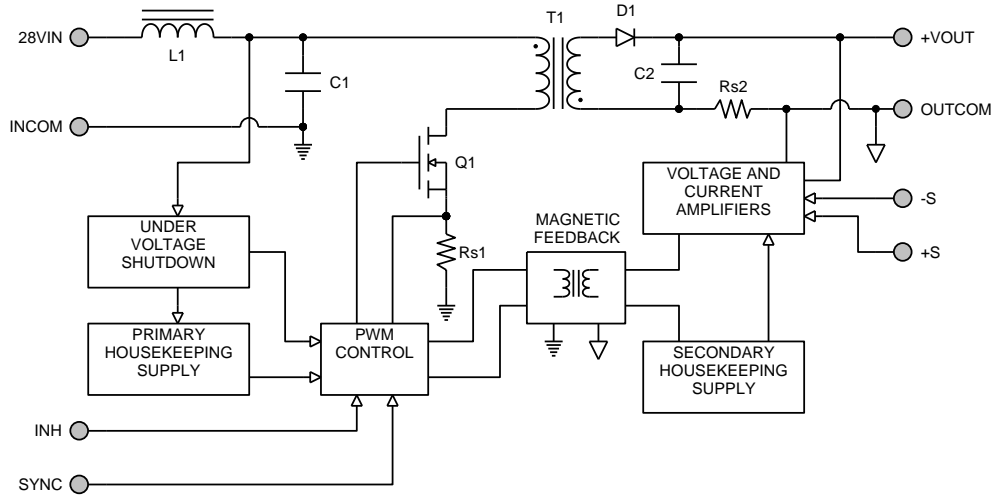 T1
D1
28VIN
+VOUT
L1
C1
C2
Rs2
INCOM
OUTCOM
Q1
VOLTAGE AND
CURRENT
AMPLIFIERS
-S
MAGNETIC
FEEDBACK
UNDER
VOLTAGE
SHUTDOWN
Rs1
+S
PRIMARY
HOUSEKEEPING
SUPPLY
PWM
CONTROL
SECONDARY
HOUSEKEEPING
SUPPLY
INH
SYNC